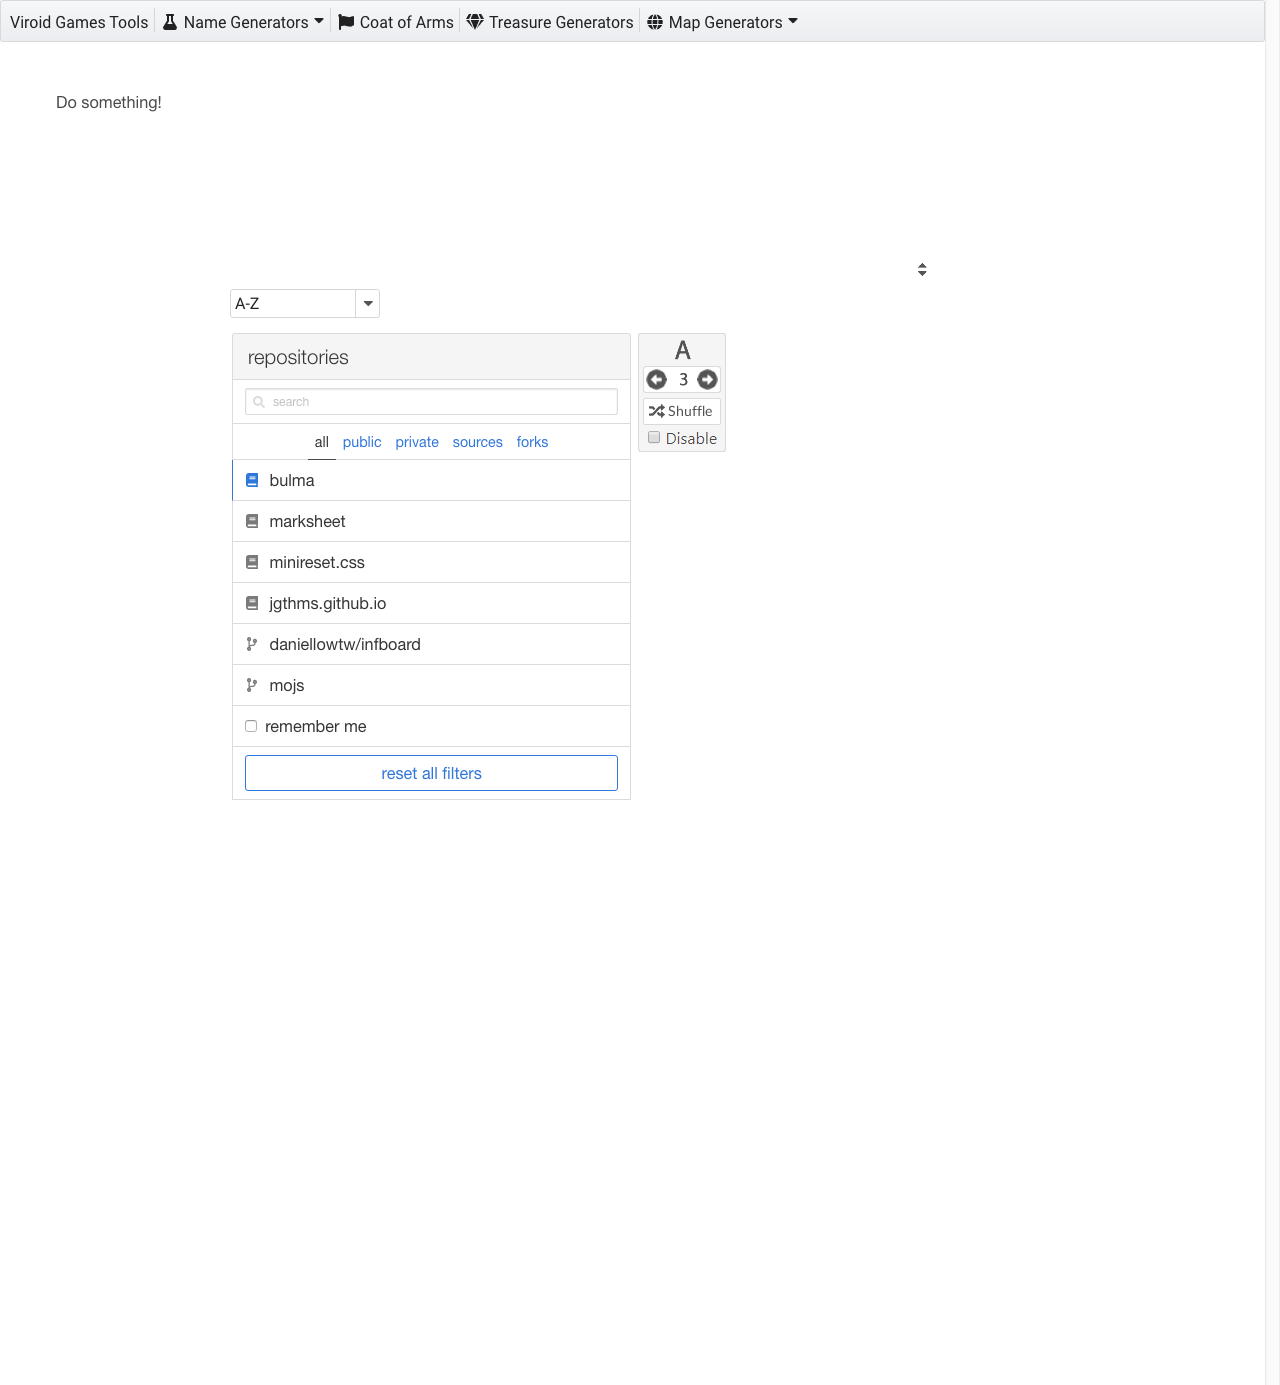 Viroid Games Tools Name Generators Coat of Arms Treasure Generators Map Generators
Do something!
A-Z
repositories
A
3
search
Shuffle
all public private sources forks
Disable
bulma
marksheet
minireset.css
jgthms.github.io
daniellowtw/infboard
mojs
remember me
reset all filters